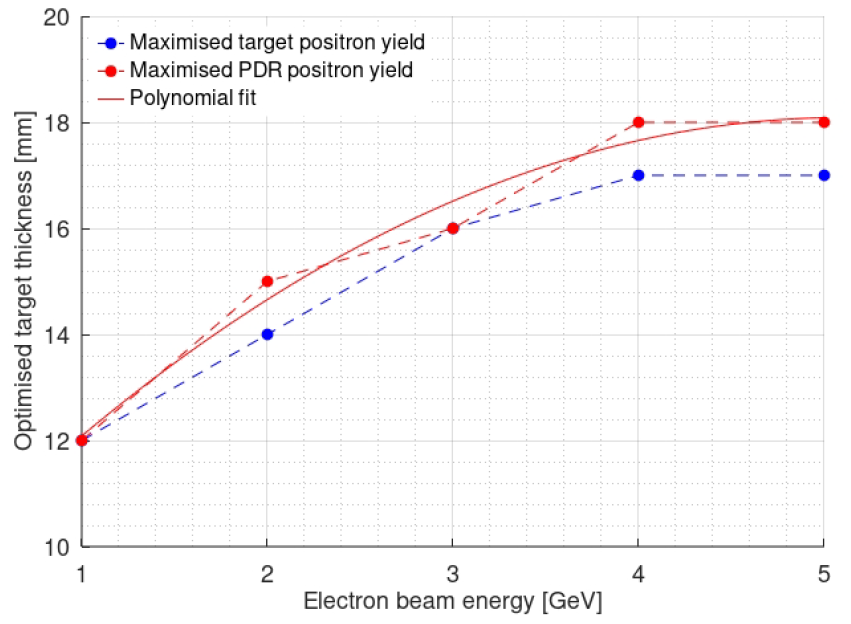 20
18
16
14
12
10
Optimised target thickness [mm]
Maximised target positron yield
Maximised PDR positron yield
Polynomial fit
1 2 3 4 5
Electron beam energy [GeV]